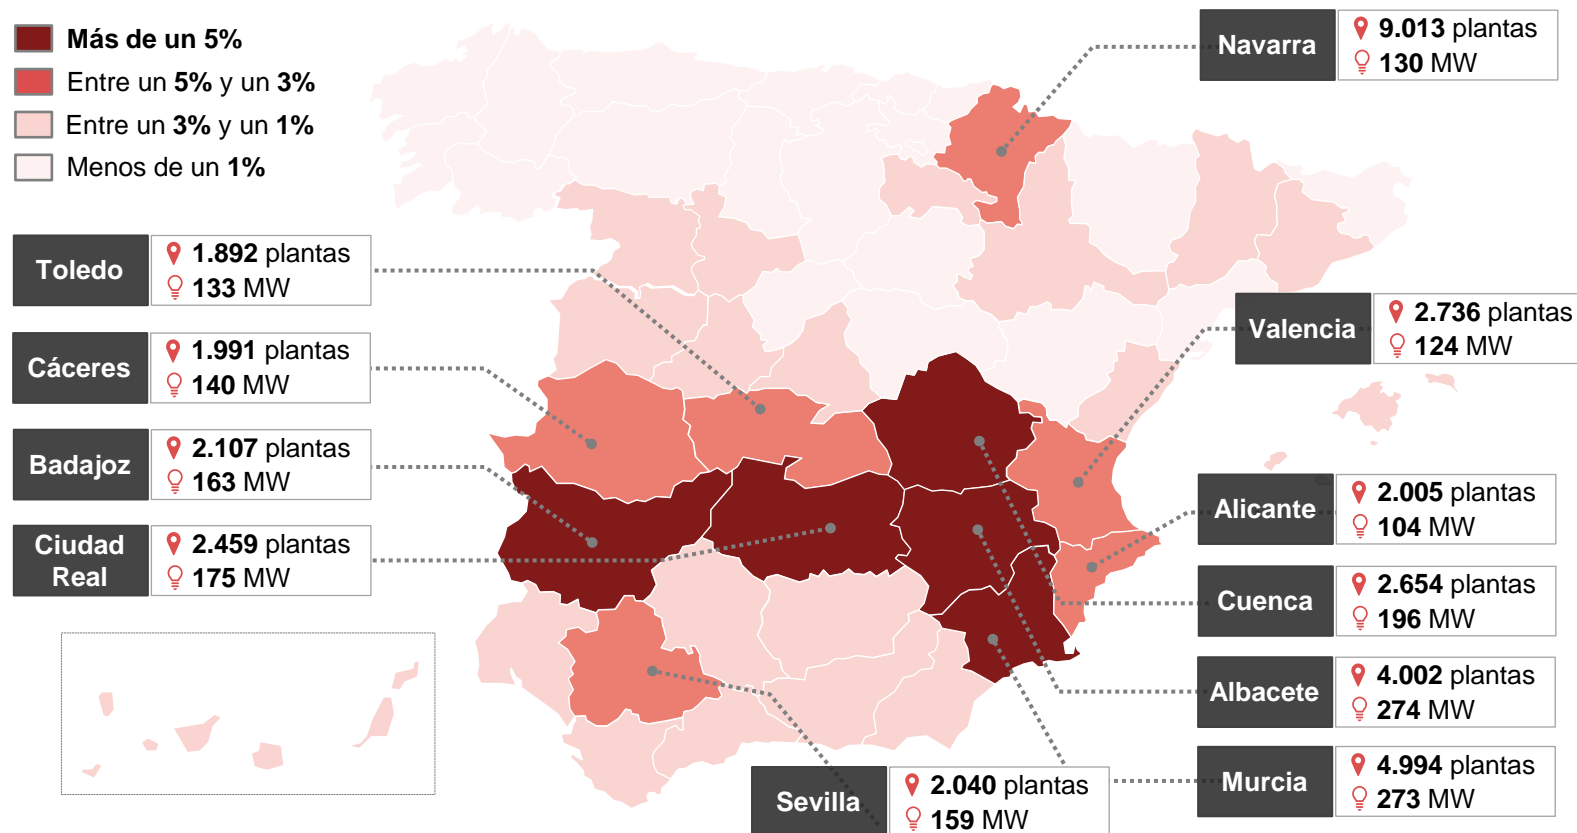 Más de un 5%
Entre un 5% y un 3%
Entre un 3% y un 1%
Menos de un 1%
Navarra
9.013 plantas
130 MW
Toledo
1.892 plantas
133 MW
Cáceres
1.991 plantas
140 MW
Badajoz
2.107 plantas
163 MW
Ciudad
Real
2.459 plantas
175 MW
Valencia
2.736 plantas
124 MW
Alicante
2.005 plantas
104 MW
Cuenca
2.654 plantas
196 MW
Albacete
4.002 plantas
274 MW
Murcia
4.994 plantas
273 MW
Sevilla
2.040 plantas
159 MW